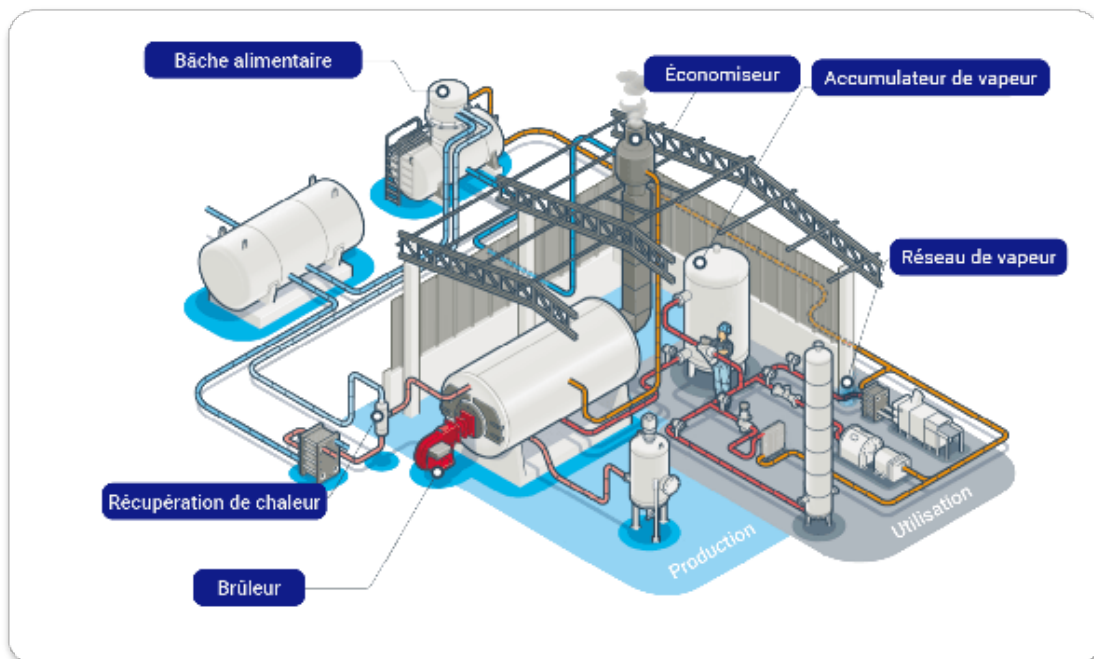 Bâche alimentaire
Économiseur
Accumulateur de vapeur
Réseau de vapeur
Récupération de chaleur
Brûleur
Production
Utilisation